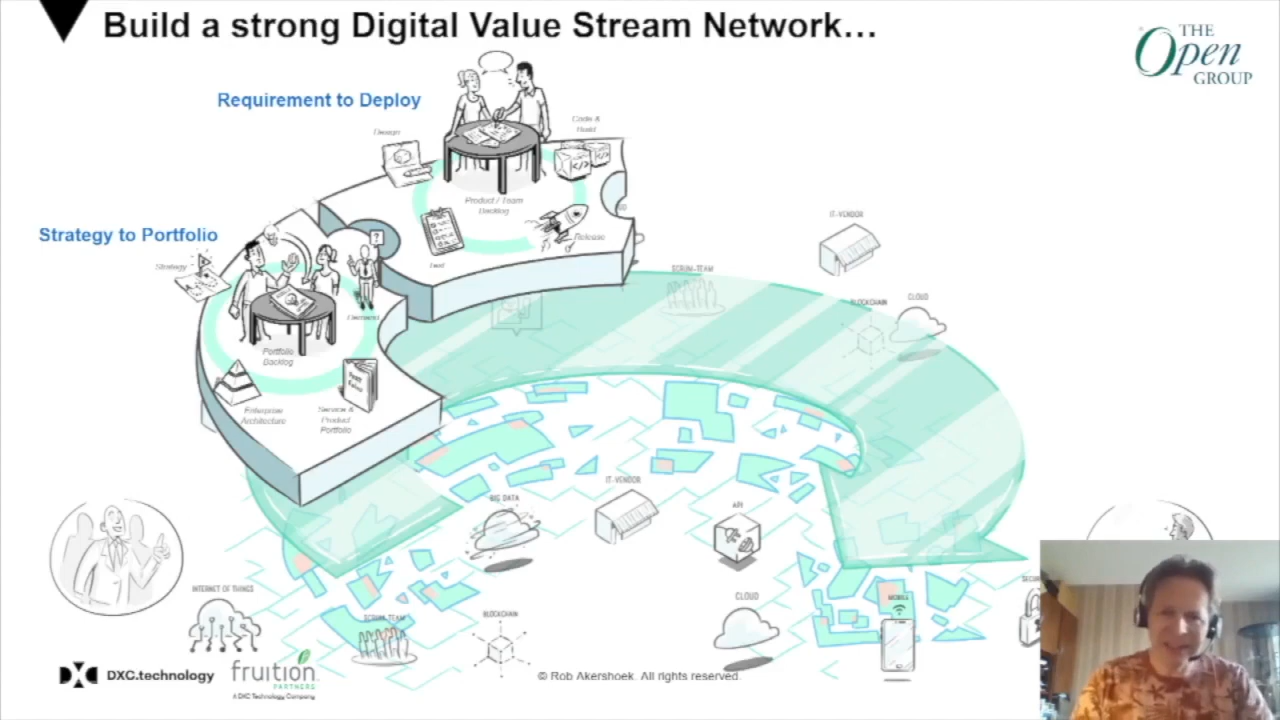 Build a strong Digital Value Stream Network...
THE
Open
GROUP
Requirement to Deploy
Design
Code &
Build
Product / Team
Backlog
Test
Release
Strategy to Portfolio
Strategy
?
Demand
Portfolio
Backlog
Enterprise
Architecture
Service &
Product
Portfolio
IT-VENDOR
SCRUM-TEAM
BLOCKCHAIN
CLOUD
BIG DATA
IT-VENDOR
API
INTERNET OF THINGS
SCRUM-TEAM
BLOCKCHAIN
CLOUD
MOBILE
DXC.technology
fruition
PARTNERS
A DXC Technology Company
© Rob Akershoek. All rights reserved.